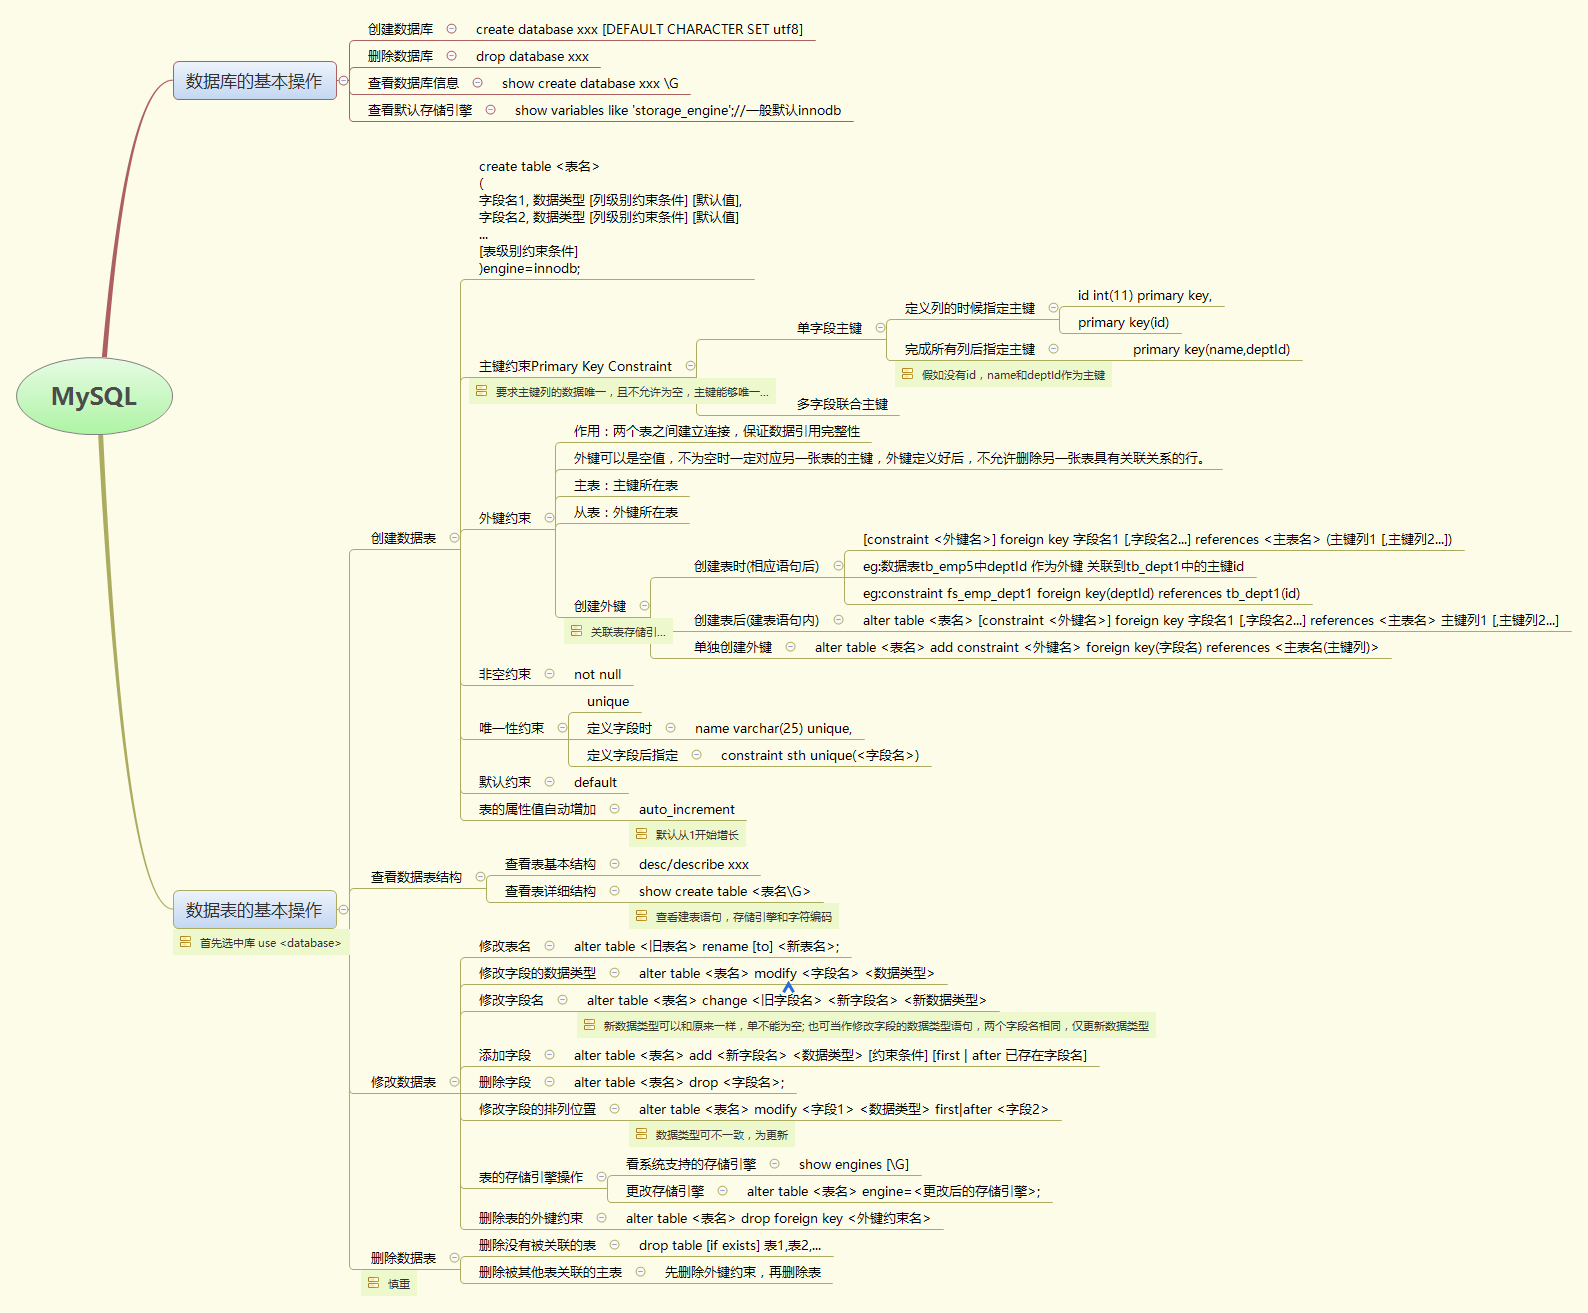 MySQL
数据库的基本操作
创建数据库
create database xxx [DEFAULT CHARACTER SET utf8]
删除数据库
drop database xxx
查看数据库信息
show create database xxx \G
查看默认存储引擎
show variables like 'storage_engine';//一般默认innodb
数据表的基本操作
首先选中库 use <database>
创建数据表
create table <表名>
(
字段名1, 数据类型 [列级别约束条件] [默认值],
字段名2, 数据类型 [列级别约束条件] [默认值]
...
[表级别约束条件]
)engine=innodb;
主键约束Primary Key Constraint
要求主键列的数据唯一，且不允许为空，主键能够唯一...
单字段主键
定义列的时候指定主键
id int(11) primary key,
primary key(id)
完成所有列后指定主键
primary key(name,deptId)
假如没有id，name和deptId作为主键
多字段联合主键
外键约束
作用：两个表之间建立连接，保证数据引用完整性
外键可以是空值，不为空时一定对应另一张表的主键，外键定义好后，不允许删除另一张表具有关联关系的行。
主表：主键所在表
从表：外键所在表
创建外键
关联表存储引...
创建表时(相应语句后)
[constraint <外键名>] foreign key 字段名1 [,字段名2...] references <主表名> (主键列1 [,主键列2...])
eg:数据表tb_emp5中deptId 作为外键 关联到tb_dept1中的主键id
eg:constraint fs_emp_dept1 foreign key(deptId) references tb_dept1(id)
创建表后(建表语句内)
alter table <表名> [constraint <外键名>] foreign key 字段名1 [,字段名2...] references <主表名> 主键列1 [,主键列2...]
单独创建外键
alter table <表名> add constraint <外键名> foreign key(字段名) references <主表名(主键列)>
非空约束
not null
唯一性约束
unique
定义字段时
name varchar(25) unique,
定义字段后指定
constraint sth unique(<字段名>)
默认约束
default
表的属性值自动增加
auto_increment
默认从1开始增长
查看数据表结构
查看表基本结构
desc/describe xxx
查看表详细结构
show create table <表名\G>
查看建表语句，存储引擎和字符编码
修改数据表
修改表名
alter table <旧表名> rename [to] <新表名>;
修改字段的数据类型
alter table <表名> modify <字段名> <数据类型>
修改字段名
alter table <表名> change <旧字段名> <新字段名> <新数据类型>
新数据类型可以和原来一样，单不能为空; 也可当作修改字段的数据类型语句，两个字段名相同，仅更新数据类型
添加字段
alter table <表名> add <新字段名> <数据类型> [约束条件] [first | after 已存在字段名]
删除字段
alter table <表名> drop <字段名>;
修改字段的排列位置
alter table <表名> modify <字段1> <数据类型> first|after <字段2>
数据类型可不一致，为更新
表的存储引擎操作
看系统支持的存储引擎
show engines [\G]
更改存储引擎
alter table <表名> engine=<更改后的存储引擎>;
删除表的外键约束
alter table <表名> drop foreign key <外键约束名>
删除数据表
慎重
删除没有被关联的表
drop table [if exists] 表1,表2,...
删除被其他表关联的主表
先删除外键约束，再删除表